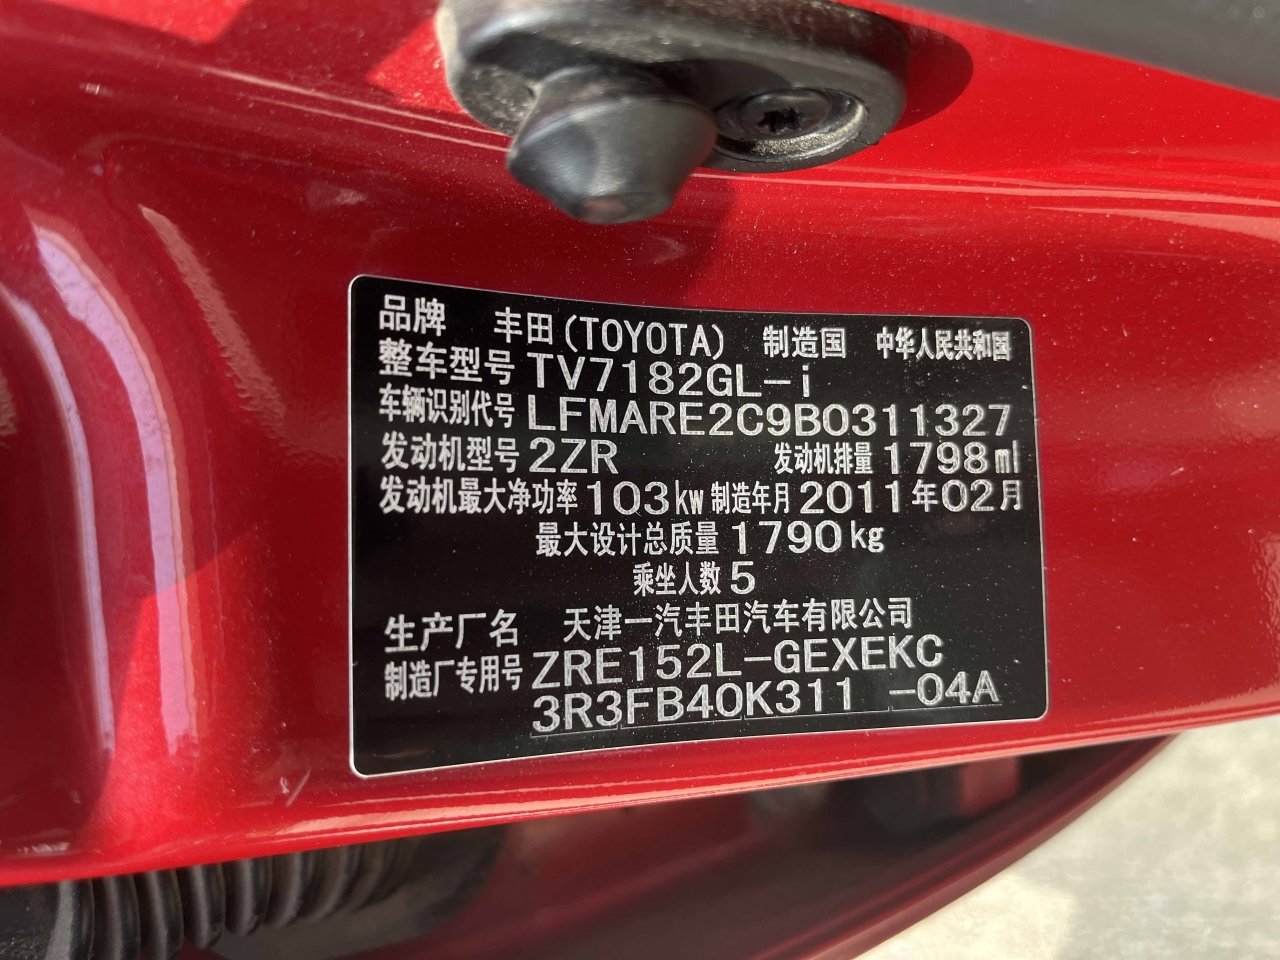 品牌 丰田(TOYOTA) 制造国 中华人民共和国
整车型号 TV7182GL-i
车辆识别代号 LFMARE2C9B0311327
发动机型号 2ZR 发动机排量 1798ml
发动机最大净功率 103kw 制造年月 2011年02月
最大设计总质量 1790kg
乘坐人数 5
生产厂名 天津一汽丰田汽车有限公司
制造厂专用号 ZRE152L-GEXEKC
3R3FB40K311 -04A